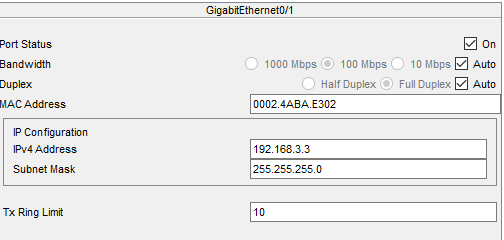 GigabitEthernet0/1
Port Status On
Bandwidth 1000 Mbps 100 Mbps 10 Mbps Auto
Duplex Half Duplex Full Duplex Auto
MAC Address 0002.4ABA.E302
IP Configuration
IPv4 Address 192.168.3.3
Subnet Mask 255.255.255.0
Tx Ring Limit 10